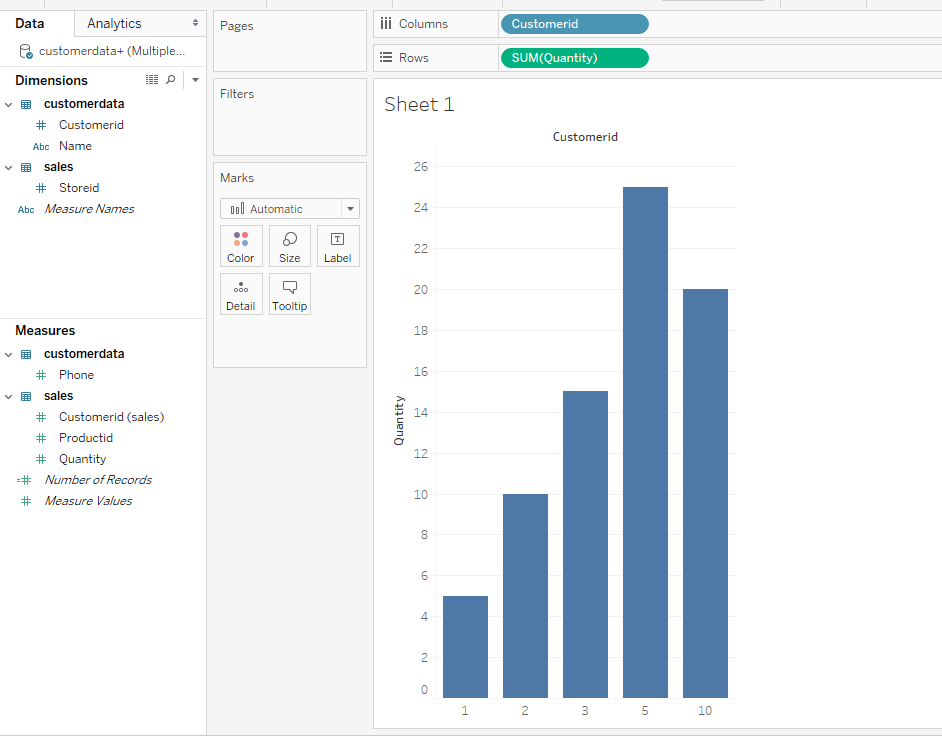 Data
Analytics
customerdata+ (Multiple...
Dimensions
customerdata
Customerid
Abc Name
sales
Storeid
Abc Measure Names
Measures
customerdata
Phone
sales
Customerid (sales)
Productid
Quantity
Number of Records
Measure Values
Pages
Filters
Marks
Automatic
Color
Size
Label
Detail
Tooltip
Columns
Customerid
Rows
SUM(Quantity)
Sheet 1
Customerid
26
24
22
20
18
16
14
12
10
8
6
4
2
0
Quantity
1 2 3 5 10